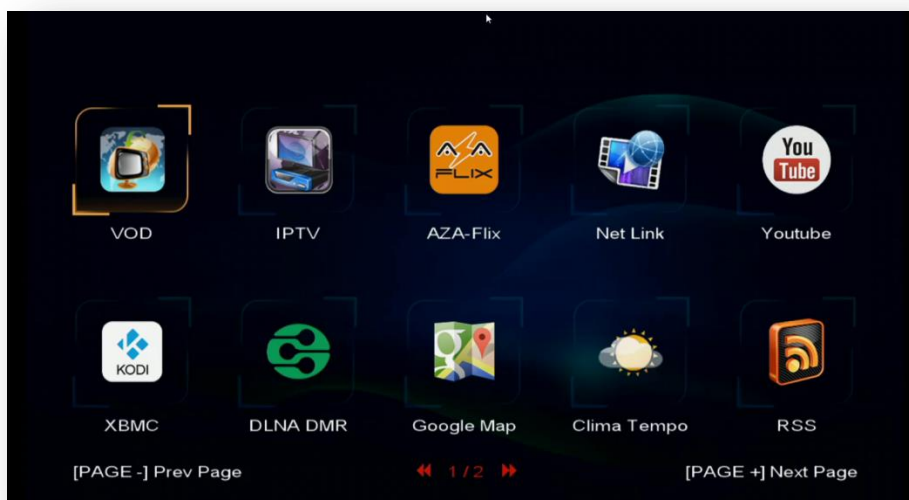 AZA
FLIX
You
Tube
VOD
IPTV
AZA-Flix
Net Link
Youtube
KODI
XBMC
DLNA DMR
Google Map
Clima Tempo
RSS
[PAGE -] Prev Page
1/2
[PAGE +] Next Page